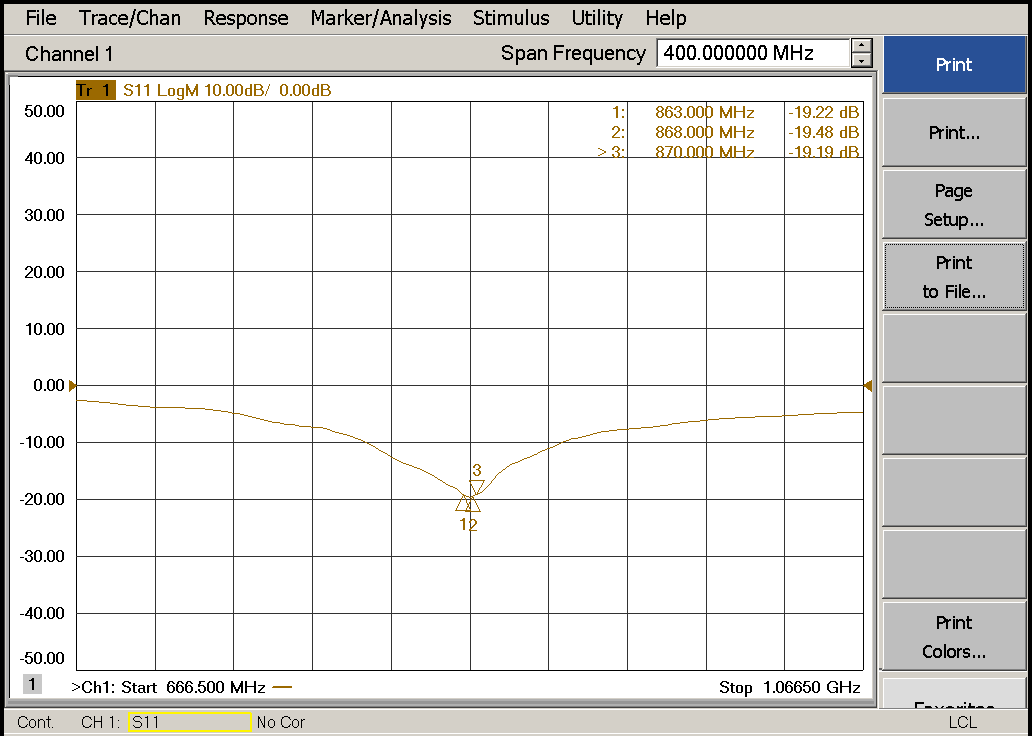 File Trace/Chan Response Marker/Analysis Stimulus Utility Help
Channel 1 Span Frequency 400.000000 MHz
Print
Tr 1 S11 LogM 10.00dB/ 0.00dB
50.00
40.00
30.00
20.00
10.00
0.00
-10.00
-20.00
-30.00
-40.00
-50.00
1: 863.000 MHz -19.22 dB
2: 868.000 MHz -19.48 dB
> 3: 870.000 MHz -19.19 dB
3
1 2
1 >Ch1: Start 666.500 MHz Stop 1.06650 GHz
Print...
Page
Setup...
Print
to File...
Print
Colors...
Favorites
Cont. CH 1: S11 No Cor LCL